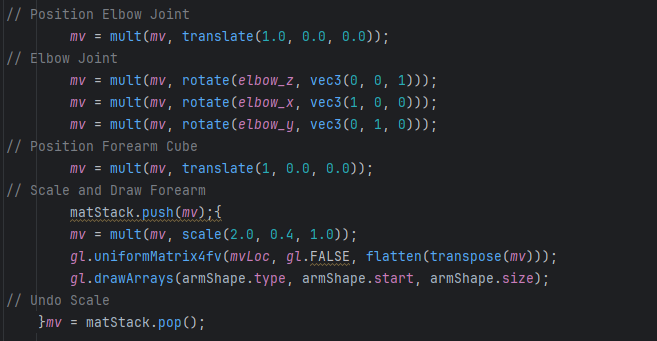 // Position Elbow Joint
mv = mult(mv, translate(1.0, 0.0, 0.0));
// Elbow Joint
mv = mult(mv, rotate(elbow_z, vec3(0, 0, 1)));
mv = mult(mv, rotate(elbow_x, vec3(1, 0, 0)));
mv = mult(mv, rotate(elbow_y, vec3(0, 1, 0)));
// Position Forearm Cube
mv = mult(mv, translate(1, 0.0, 0.0));
// Scale and Draw Forearm
matStack.push(mv);{
mv = mult(mv, scale(2.0, 0.4, 1.0));
gl.uniformMatrix4fv(mvLoc, gl.FALSE, flatten(transpose(mv)));
gl.drawArrays(armShape.type, armShape.start, armShape.size);
// Undo Scale
}mv = matStack.pop();